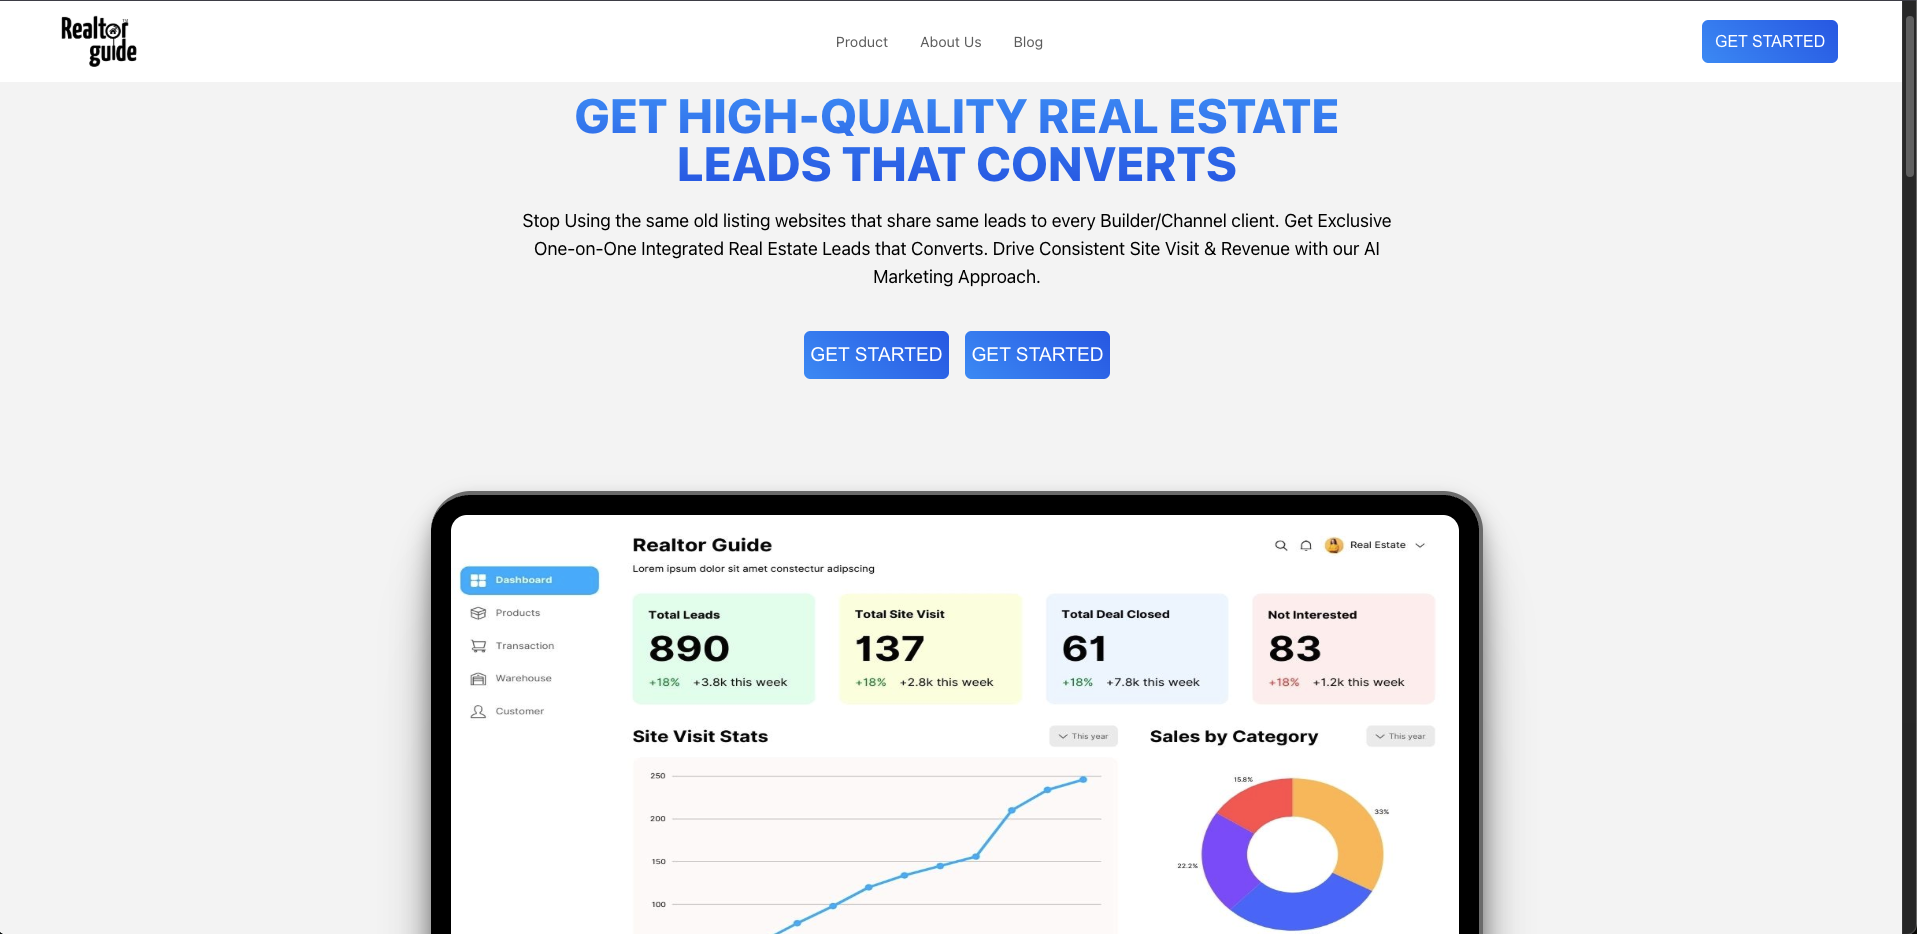 Realtor
guide
Product
About Us
Blog
GET STARTED
GET HIGH-QUALITY REAL ESTATE
LEADS THAT CONVERTS
Stop Using the same old listing websites that share same leads to every Builder/Channel client. Get Exclusive
One-on-One Integrated Real Estate Leads that Converts. Drive Consistent Site Visit & Revenue with our AI
Marketing Approach.
GET STARTED
GET STARTED
Realtor Guide
Lorem ipsum dolor sit amet constectur adipscing
Real Estate
Dashboard
Products
Transaction
Warehouse
Customer
Total Leads
890
+18% +3.8k this week
Total Site Visit
137
+18% +2.8k this week
Total Deal Closed
61
+18% +7.8k this week
Not Interested
83
+18% +1.2k this week
Site Visit Stats
This year
250
200
150
100
Sales by Category
This year
15.8%
33%
22.2%